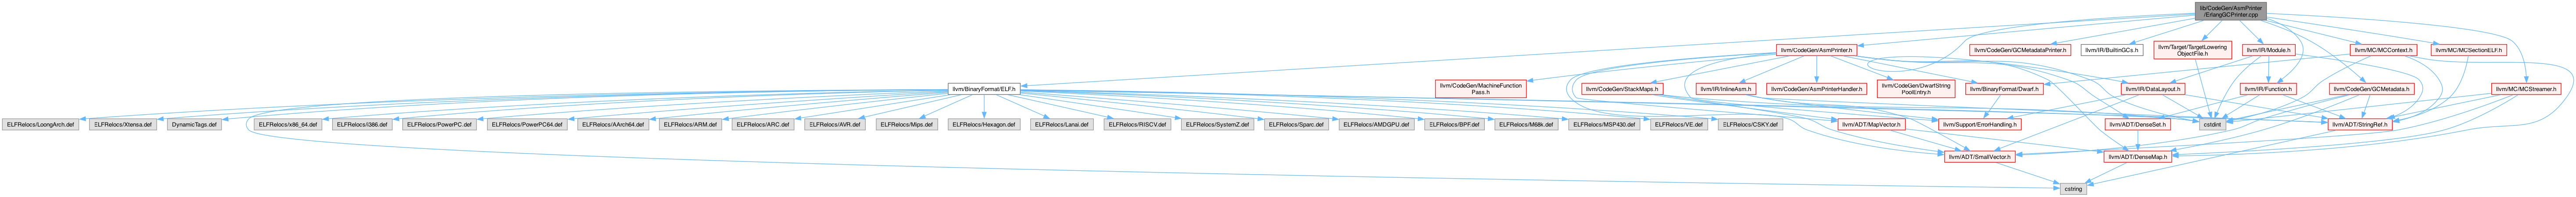 lib/CodeGen/AsmPrinter
/ErlangGCPrinter.cpp
llvm/CodeGen/AsmPrinter.h
llvm/CodeGen/GCMetadataPrinter.h
llvm/IR/BuiltinGCs.h
llvm/Target/TargetLowering
ObjectFile.h
llvm/IR/Module.h
llvm/MC/MCContext.h
llvm/MC/MCSectionELF.h
llvm/BinaryFormat/ELF.h
llvm/CodeGen/MachineFunction
Pass.h
llvm/CodeGen/StackMaps.h
llvm/IR/InlineAsm.h
llvm/CodeGen/AsmPrinterHandler.h
llvm/CodeGen/DwarfString
PoolEntry.h
llvm/BinaryFormat/Dwarf.h
llvm/IR/DataLayout.h
llvm/IR/Function.h
llvm/CodeGen/GCMetadata.h
llvm/MC/MCStreamer.h
ELFRelocs/LoongArch.def
ELFRelocs/Xtensa.def
DynamicTags.def
ELFRelocs/x86_64.def
ELFRelocs/i386.def
ELFRelocs/PowerPC.def
ELFRelocs/PowerPC64.def
ELFRelocs/AArch64.def
ELFRelocs/ARM.def
ELFRelocs/ARC.def
ELFRelocs/AVR.def
ELFRelocs/Mips.def
ELFRelocs/Hexagon.def
ELFRelocs/Lanai.def
ELFRelocs/RISCV.def
ELFRelocs/SystemZ.def
ELFRelocs/Sparc.def
ELFRelocs/AMDGPU.def
ELFRelocs/BPF.def
ELFRelocs/M68k.def
ELFRelocs/MSP430.def
ELFRelocs/VE.def
ELFRelocs/CSKY.def
llvm/ADT/MapVector.h
llvm/Support/ErrorHandling.h
llvm/ADT/DenseSet.h
cstdint
llvm/ADT/StringRef.h
llvm/ADT/SmallVector.h
llvm/ADT/DenseMap.h
cstring